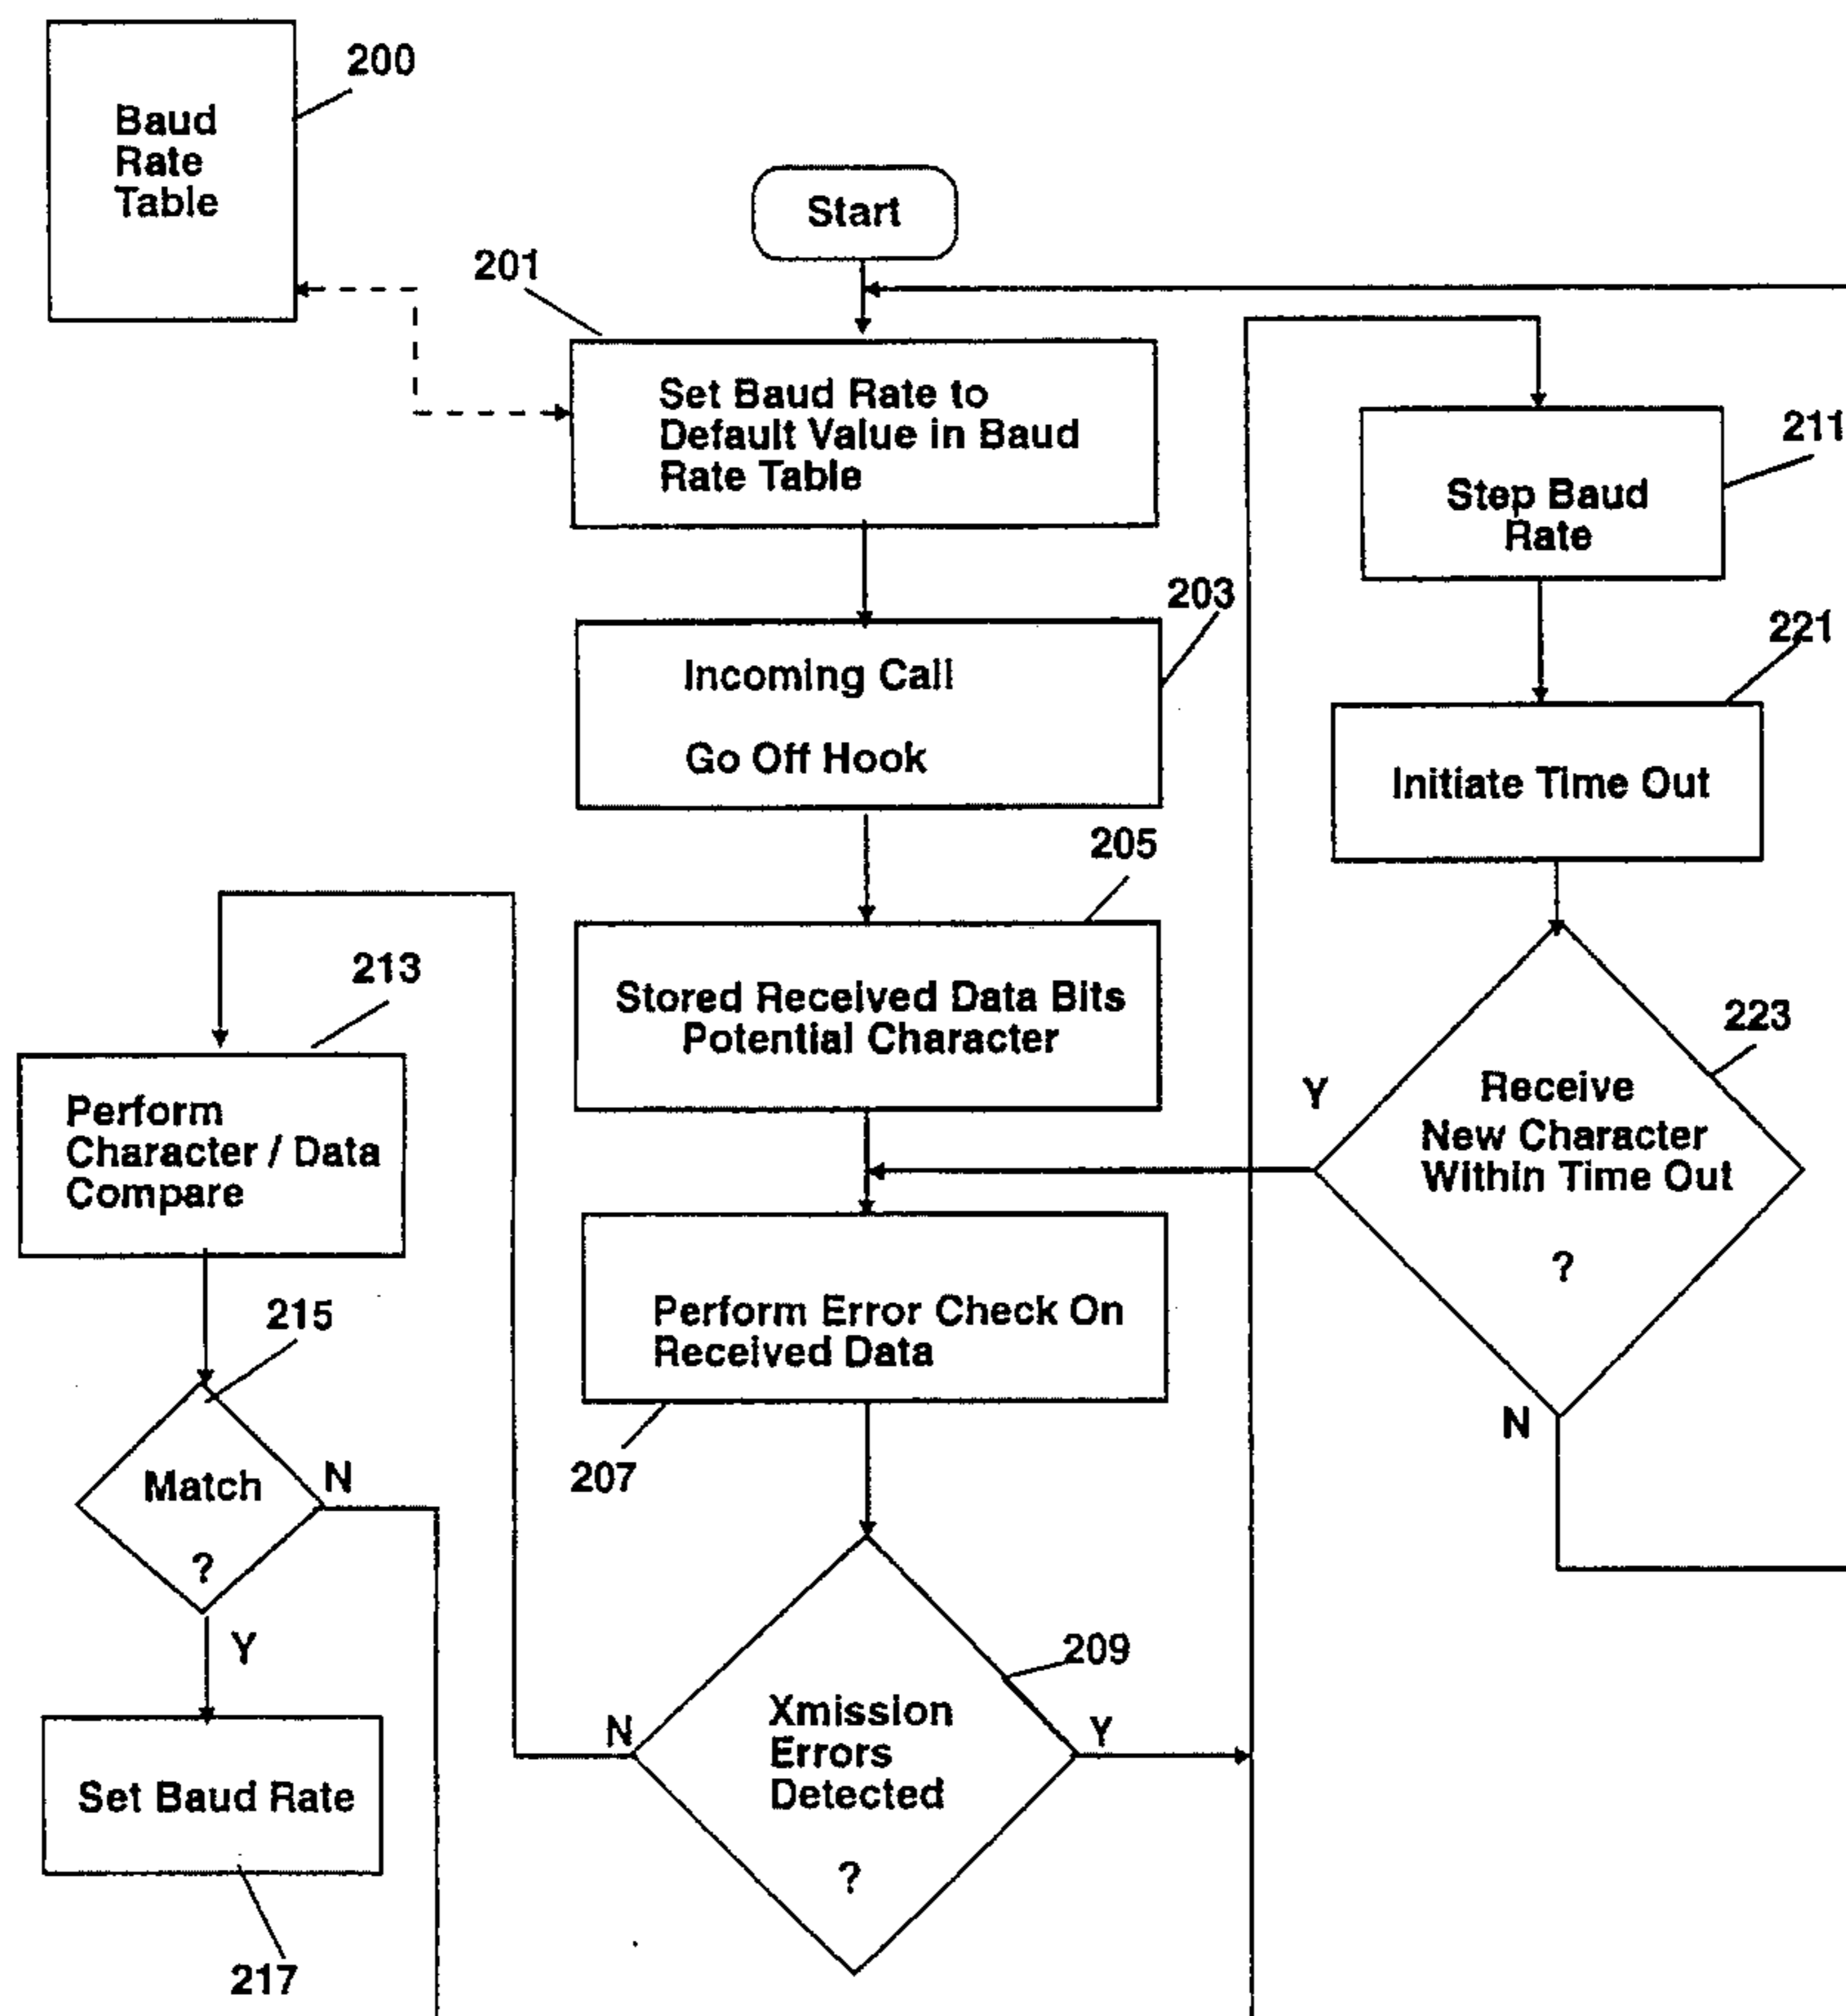 200
Baud
Rate
Table
Start
201
Set Baud Rate to
Default Value in Baud
Rate Table
211
Step Baud
Rate
203
Incoming Call
Go Off Hook
221
Initiate Time Out
205
Stored Received Data Bits
Potential Character
213
Perform
Character / Data
Compare
223
Y
Receive
New Character
Within Time Out
?
N
Perform Error Check On
Received Data
207
215
Match
?
N
Y
209
Xmission
Errors
Detected
?
N
Y
Set Baud Rate
217